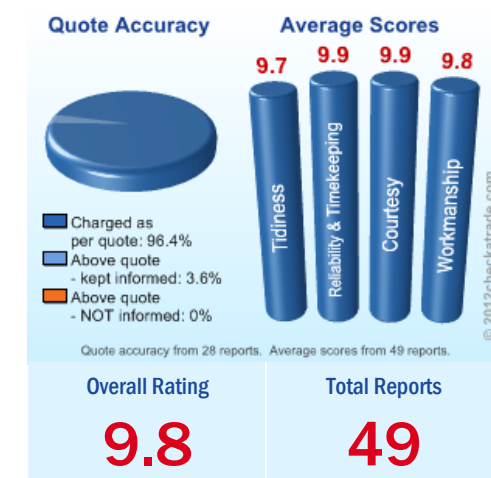 Quote Accuracy
Charged as
per quote: 96.4%
Above quote
- kept informed: 3.6%
Above quote
- NOT informed: 0%
Average Scores
9.7
9.9
9.9
9.8
Tidiness
Reliability & Timekeeping
Courtesy
Workmanship
© 2012checkatrade.com
Quote accuracy from 28 reports. Average scores from 49 reports.
Overall Rating
9.8
Total Reports
49